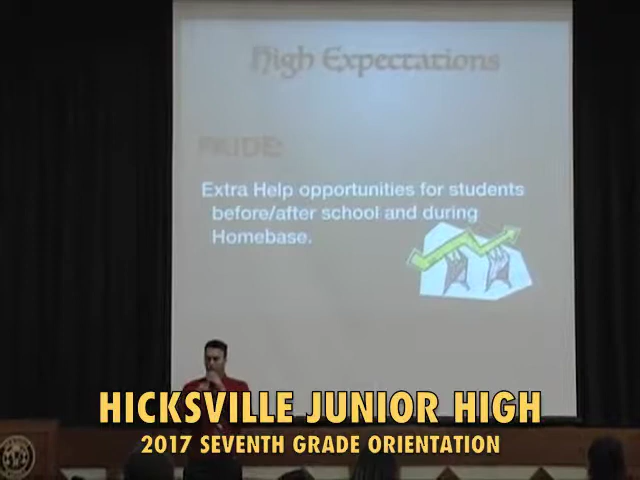 High Expectations
PRIDE:
Extra Help opportunities for students
before/after school and during
Homebase.
HICKSVILLE JUNIOR HIGH
2017 SEVENTH GRADE ORIENTATION